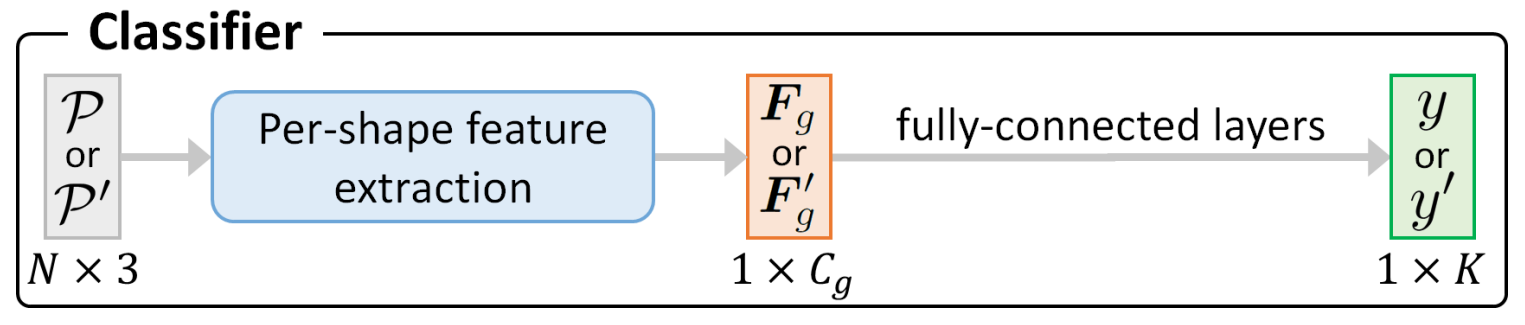 Classifier
𝒫
or
𝒫′
N × 3
Per-shape feature
extraction
F_g
or
F′_g
1 × C_g
fully-connected layers
y
or
y′
1 × K